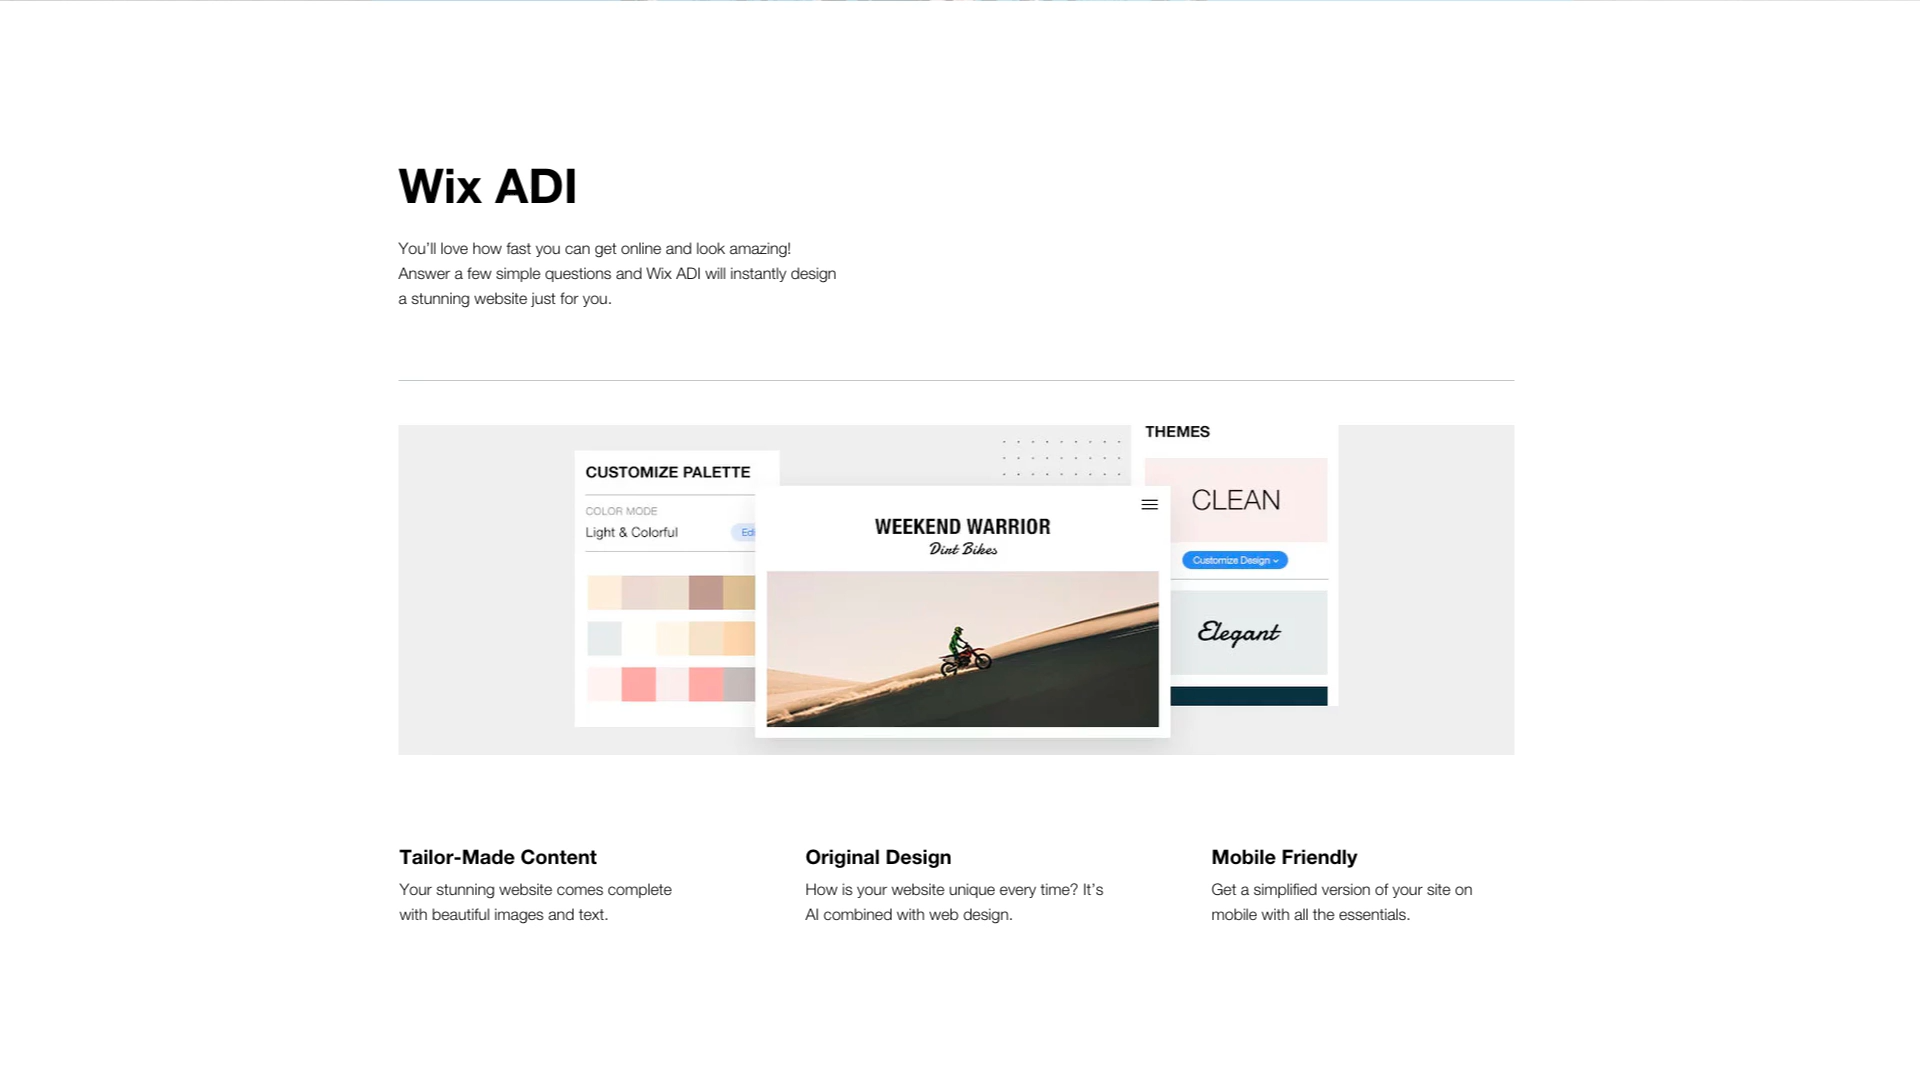 Wix ADI
You’ll love how fast you can get online and look amazing!
Answer a few simple questions and Wix ADI will instantly design
a stunning website just for you.
CUSTOMIZE PALETTE
COLOR MODE
Light & Colorful
WEEKEND WARRIOR
Dirt Bikes
THEMES
CLEAN
Customize Design
Elegant
Tailor-Made Content
Your stunning website comes complete
with beautiful images and text.
Original Design
How is your website unique every time? It’s
AI combined with web design.
Mobile Friendly
Get a simplified version of your site on
mobile with all the essentials.